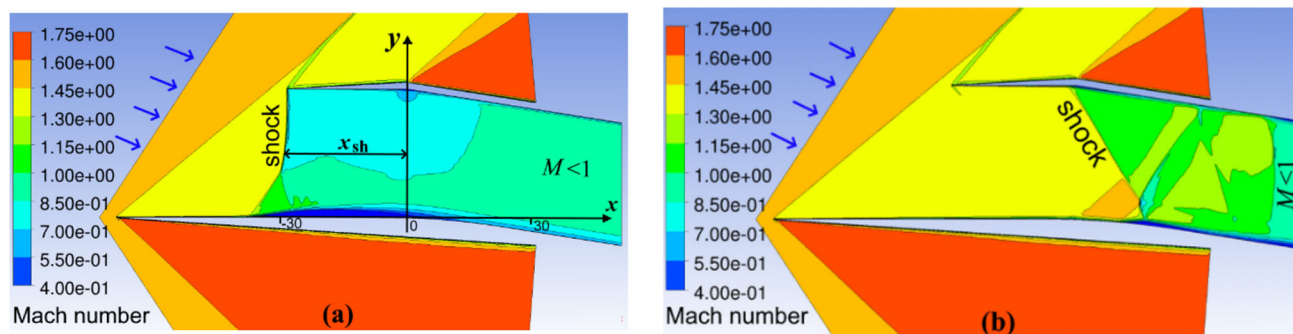 1.75e+00
1.60e+00
1.45e+00
1.30e+00
1.15e+00
1.00e+00
8.50e-01
7.00e-01
5.50e-01
4.00e-01
Mach number
shock
y
x_sh
M<1
x
-30
0
30
(a)
1.75e+00
1.60e+00
1.45e+00
1.30e+00
1.15e+00
1.00e+00
8.50e-01
7.00e-01
5.50e-01
4.00e-01
Mach number
shock
M<1
(b)